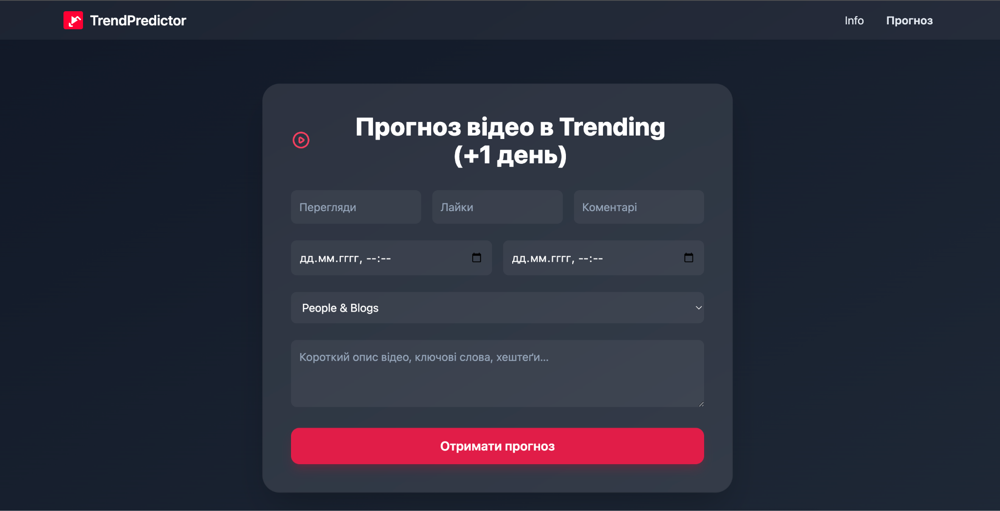 TrendPredictor
Info
Прогноз
Прогноз відео в Trending
(+1 день)
Перегляди
Лайки
Коментарі
дд.мм.гггг, --:--
дд.мм.гггг, --:--
People & Blogs
Короткий опис відео, ключові слова, хештеґи...
Отримати прогноз